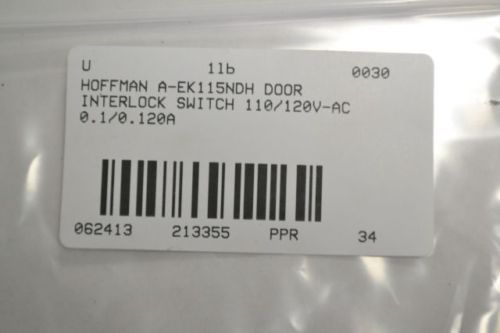 U 1lb 0030
HOFFMAN A-EK115NDH DOOR
INTERLOCK SWITCH 110/120V-AC
0.1/0.120A
062413 213355 PPR 34